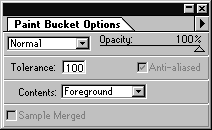 Paint Bucket Options
Normal Opacity: 100%
Tolerance: 100 Anti-aliased
Contents: Foreground
Sample Merged